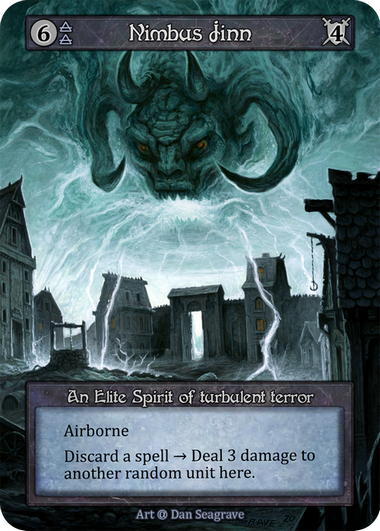 6 Nimbus Jinn 4
An Elite Spirit of turbulent terror
Airborne
Discard a spell → Deal 3 damage to
another random unit here.
Art @ Dan Seagrave